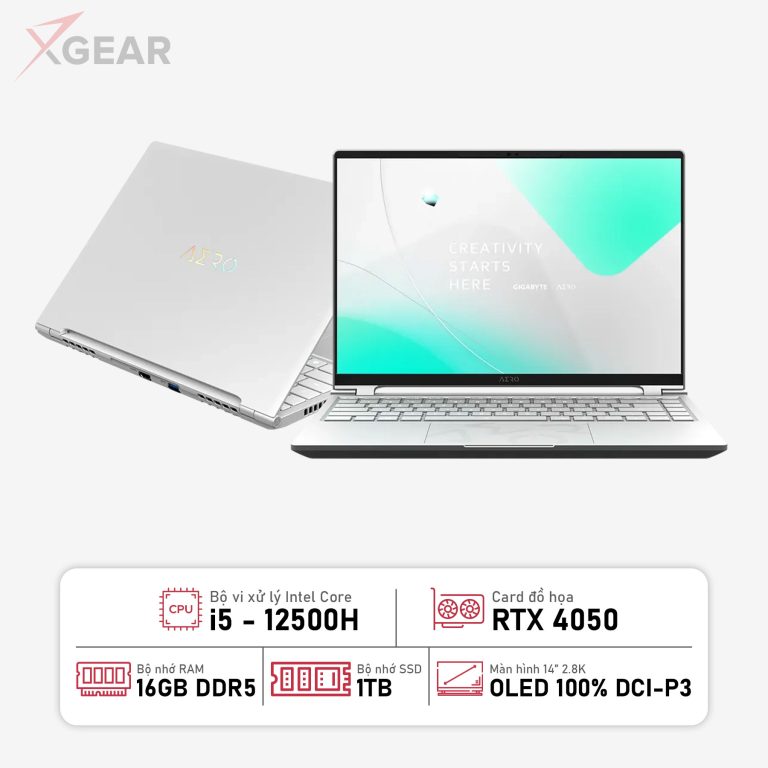 XGEAR
AERO
CREATIVITY
STARTS
HERE
GIGABYTE | AERO
AERO
CPU
Bộ vi xử lý Intel Core
i5 - 12500H
Card đồ họa
RTX 4050
Bộ nhớ RAM
16GB DDR5
Bộ nhớ SSD
1TB
Màn hình 14" 2.8K
OLED 100% DCI-P3